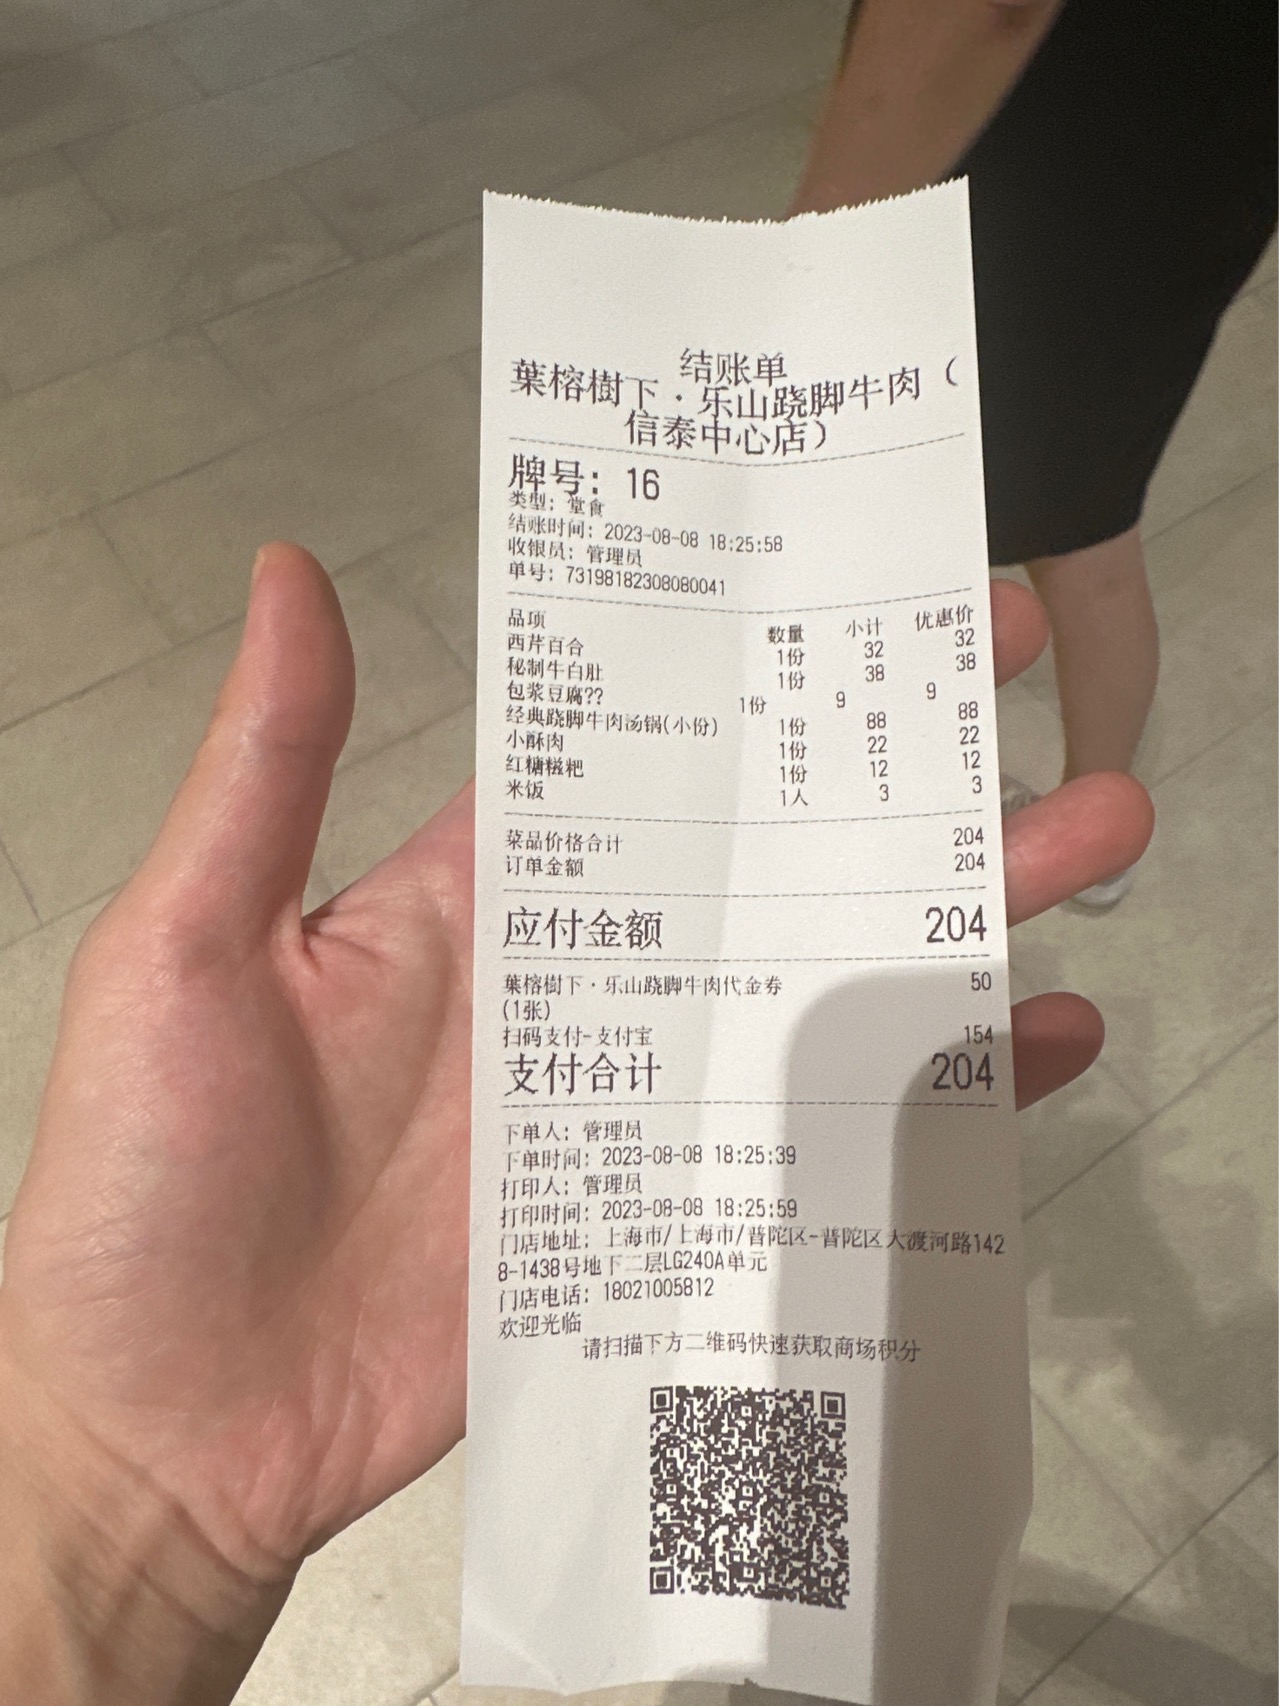 结账单
葉榕樹下·乐山跷脚牛肉（
信泰中心店）
牌号：16
类型：堂食
结账时间：2023-08-08 18:25:58
收银员：管理员
单号：73198182308080041
品项 数量 小计 优惠价
西芹百合 1份 32 32
秘制牛白肚 1份 38 38
包浆豆腐?? 1份 9 9
经典跷脚牛肉汤锅(小份) 1份 88 88
小酥肉 1份 22 22
红糖糍粑 1份 12 12
米饭 1人 3 3
菜品价格合计 204
订单金额 204
应付金额 204
葉榕樹下·乐山跷脚牛肉代金券 50
(1张)
扫码支付-支付宝 154
支付合计 204
下单人：管理员
下单时间：2023-08-08 18:25:39
打印人：管理员
打印时间：2023-08-08 18:25:59
门店地址：上海市/上海市/普陀区-普陀区大渡河路142
8-1438号地下二层LG240A单元
门店电话：18021005812
欢迎光临
请扫描下方二维码快速获取商场积分